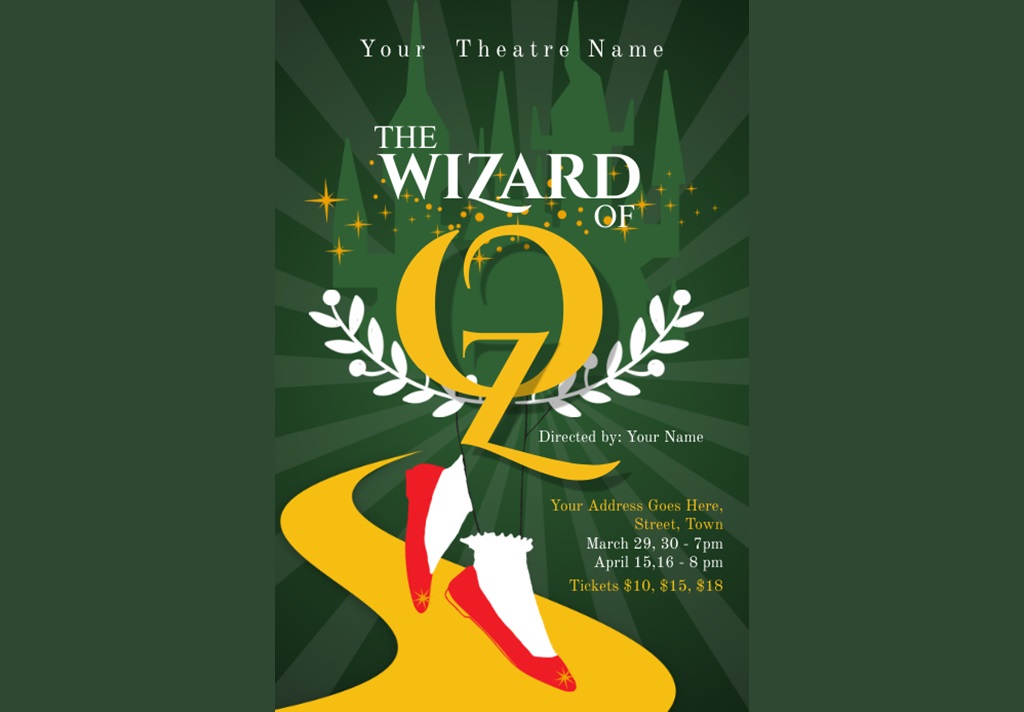 Your Theatre Name
THE
WIZARD
OF
OZ
Directed by: Your Name
Your Address Goes Here,
Street, Town
March 29, 30 - 7pm
April 15,16 - 8 pm
Tickets $10, $15, $18